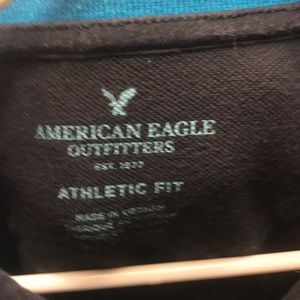 AMERICAN EAGLE
OUTFITTERS
EST. 1977
ATHLETIC FIT
MADE IN VIETNAM